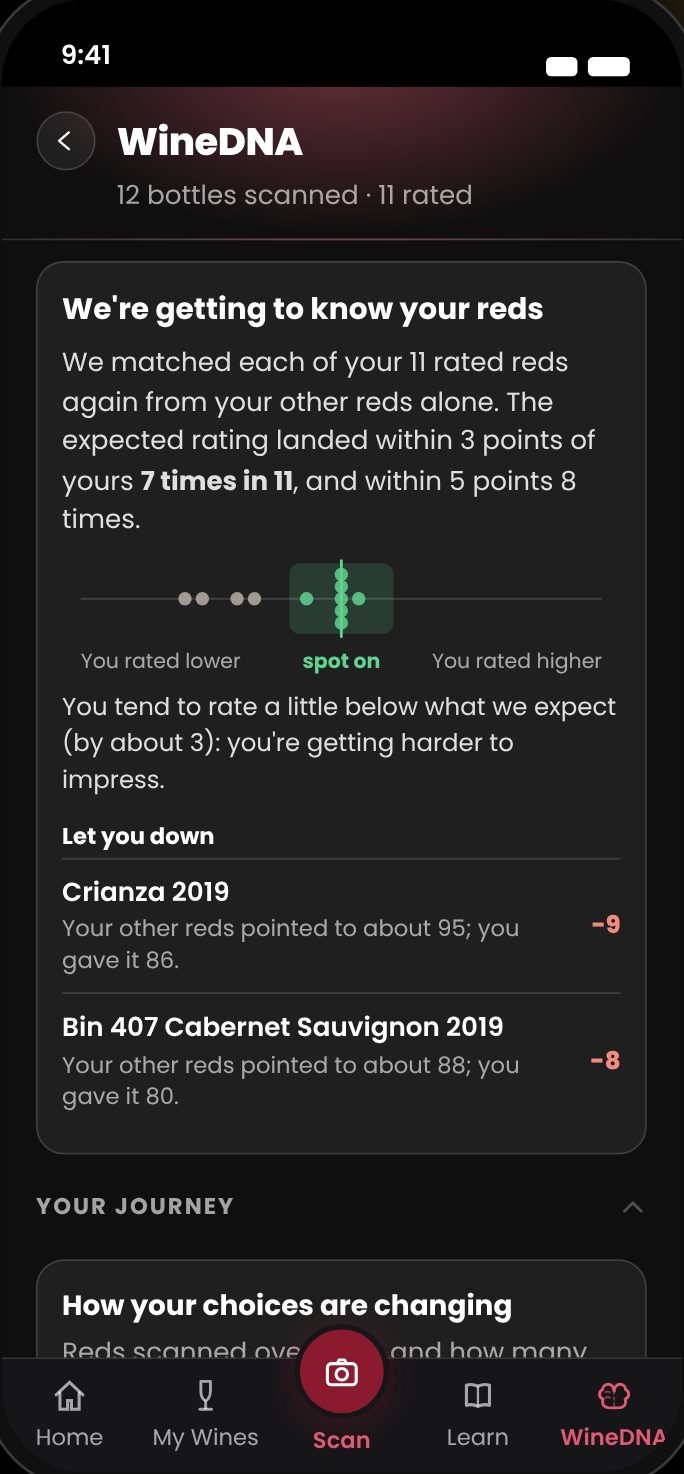 9:41
WineDNA
12 bottles scanned · 11 rated
We're getting to know your reds
We matched each of your 11 rated reds
again from your other reds alone. The
expected rating landed within 3 points of
yours 7 times in 11, and within 5 points 8
times.
You rated lower
spot on
You rated higher
You tend to rate a little below what we expect
(by about 3): you're getting harder to
impress.
Let you down
Crianza 2019
Your other reds pointed to about 95; you
gave it 86.
−9
Bin 407 Cabernet Sauvignon 2019
Your other reds pointed to about 88; you
gave it 80.
−8
YOUR JOURNEY
How your choices are changing
Reds scanned and how many
Home
My Wines
Scan
Learn
WineDNA